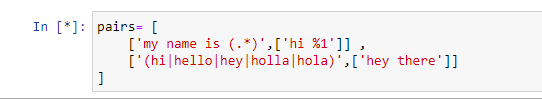 In [*]: pairs= [
['my name is (.*)',['hi %1']] ,
['(hi|hello|hey|holla|hola)',['hey there']]
]